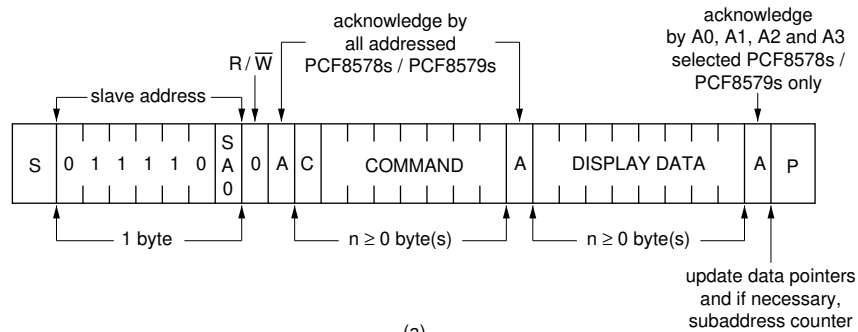 acknowledge by
all addressed
PCF8578s / PCF8579s
acknowledge
by A0, A1, A2 and A3
selected PCF8578s /
PCF8579s only
R / W
slave address
S 0 1 1 1 1 0 SA0 0 A C COMMAND A DISPLAY DATA A P
1 byte
n ≥ 0 byte(s)
n ≥ 0 byte(s)
update data pointers
and if necessary,
subaddress counter
(a)